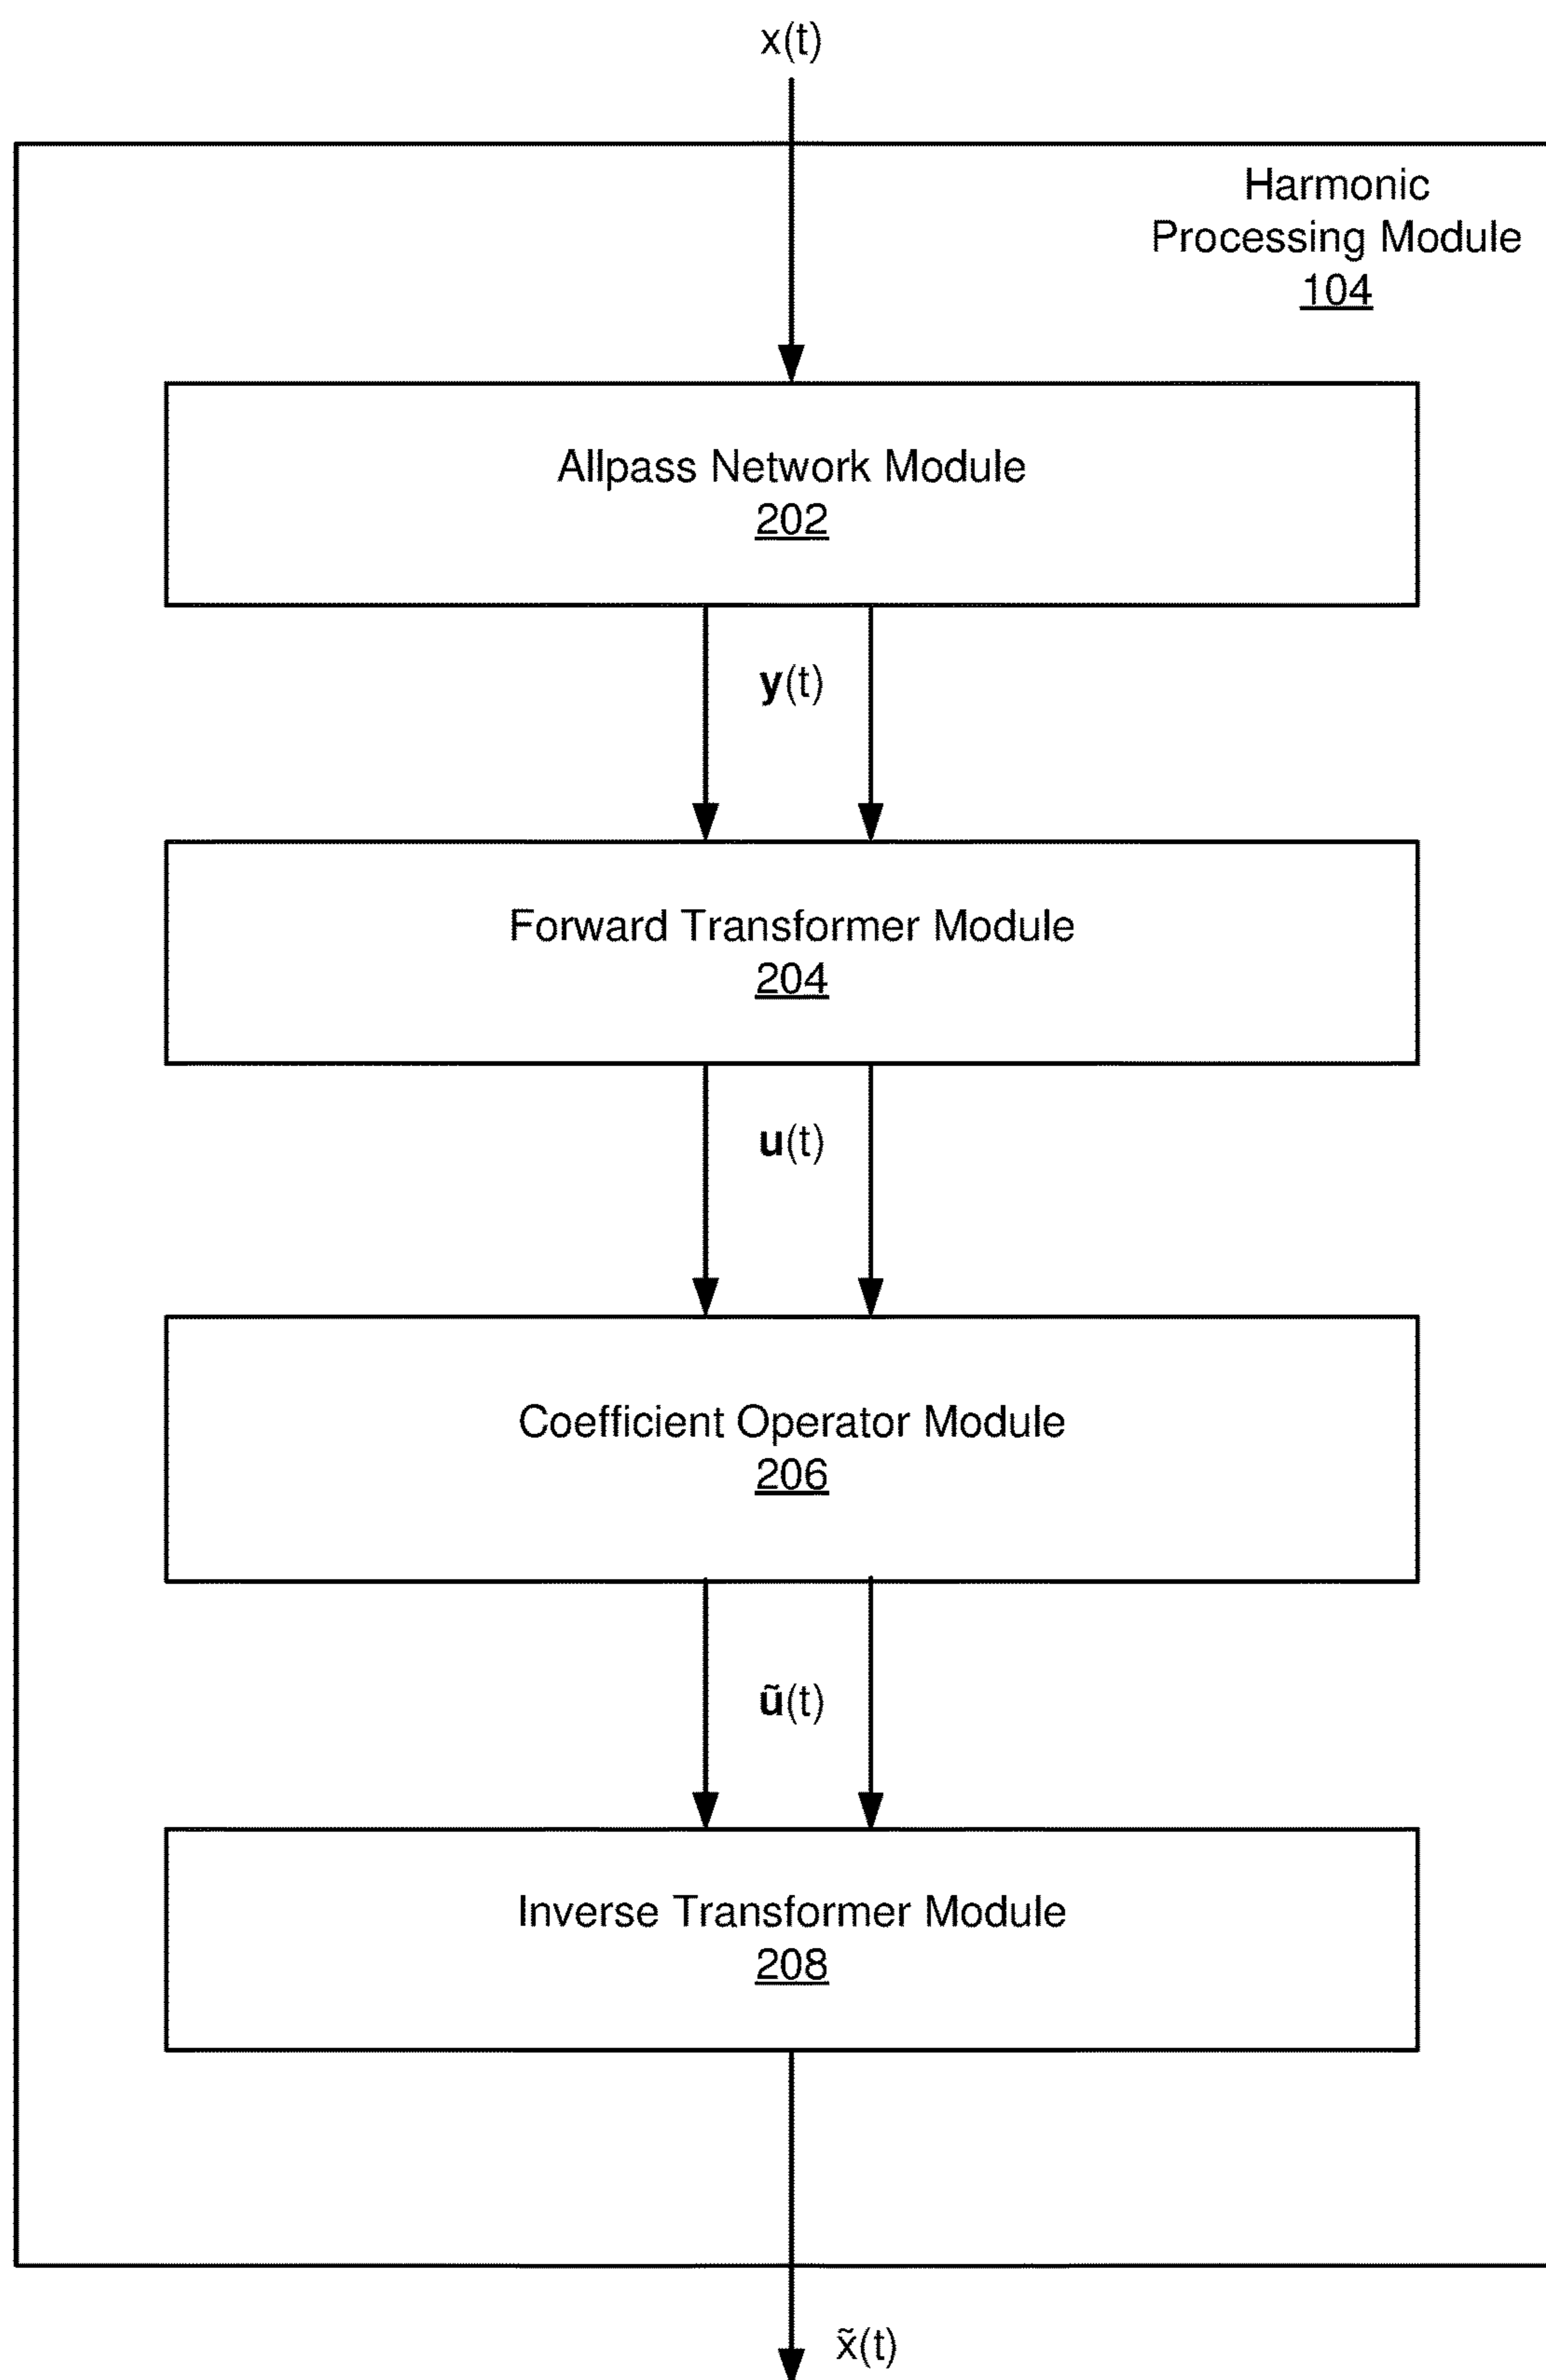 x(t)
Harmonic
Processing Module
104
Allpass Network Module
202
y(t)
Forward Transformer Module
204
u(t)
Coefficient Operator Module
206
ũ(t)
Inverse Transformer Module
208
x̃(t)